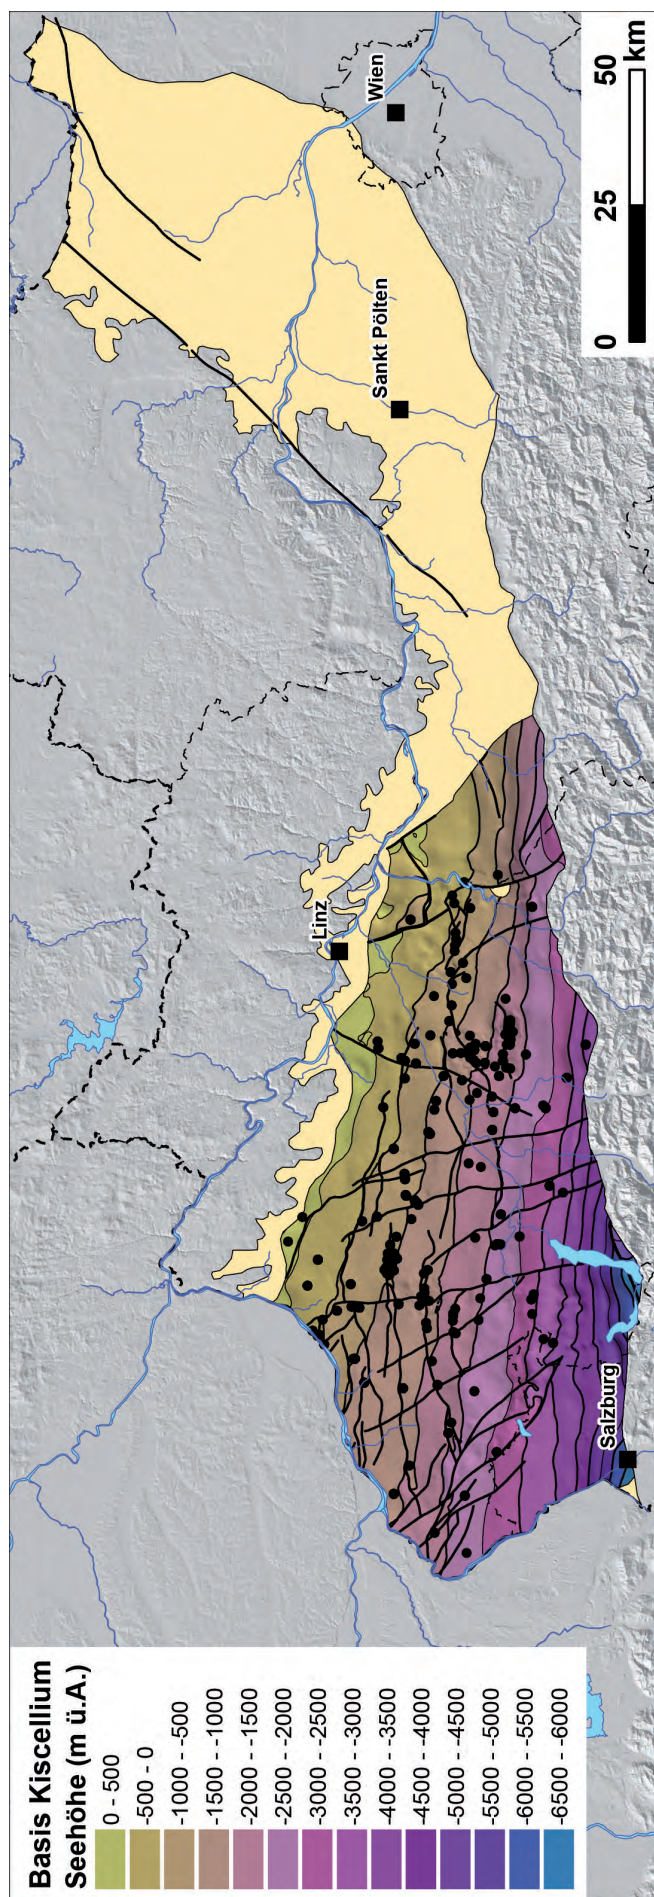 Basis Kiscellium
Seehöhe (m ü.A.)
0 - 500
-500 - 0
-1000 - -500
-1500 - -1000
-2000 - -1500
-2500 - -2000
-3000 - -2500
-3500 - -3000
-4000 - -3500
-4500 - -4000
-5000 - -4500
-5500 - -5000
-6000 - -5500
-6500 - -6000
Salzburg
Linz
Sankt Pölten
Wien
0 25 50
km